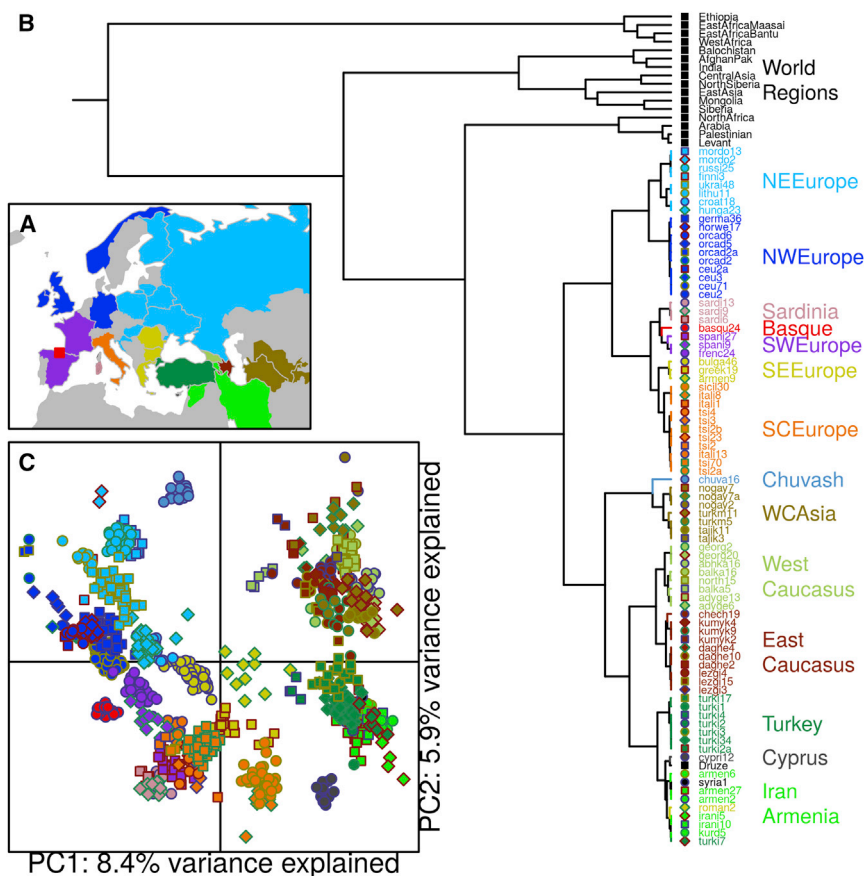 B
Ethiopia
EastAfricaMaasai
EastAfricaBantu
WestAfrica
Balochistan
AfghanPak
India
CentralAsia
NorthSiberia
EastAsia
Mongolia
Siberia
NorthAfrica
Arabia
Palestinian
Levant
World
Regions
mordo13
mordo2
russi25
finni3
ukrai48
lithu11
croat18
hunga23
NEEurope
germa36
norwe17
orcad6
orcad5
orcad2a
orcad2
ceu2a
ceu3
ceu71
ceu2
NWEurope
sardi13
sardi9
sardi6
Sardinia
basqu24
Basque
spani27
spani9
frenc24
SWEurope
bulga46
greek19
armen9
SEEurope
sicil30
itali8
itali1
tsi4
tsi3
tsi2b
tsi23
tsi2
itali13
tsi70
tsi2a
SCEurope
chuva16
Chuvash
nogay7
nogay7a
nogay2
turkm11
turkm5
tajik11
tajik3
WCAsia
georg2
georg20
abhka16
balka16
north15
balka5
adyge13
adyge6
West
Caucasus
chech19
kumyk4
kumyk9
kumyk2
daghe4
daghe10
daghe2
lezgi4
lezgi15
lezgi3
East
Caucasus
turki17
turki1
turki4
turki2
turki3
turki34
turki2a
Turkey
cypri12
Cyprus
Druze
armen6
syria1
armen27
armen2
roman2
irani5
irani10
kurd5
turki7
Iran
Armenia
A
C
PC1: 8.4% variance explained
PC2: 5.9% variance explained